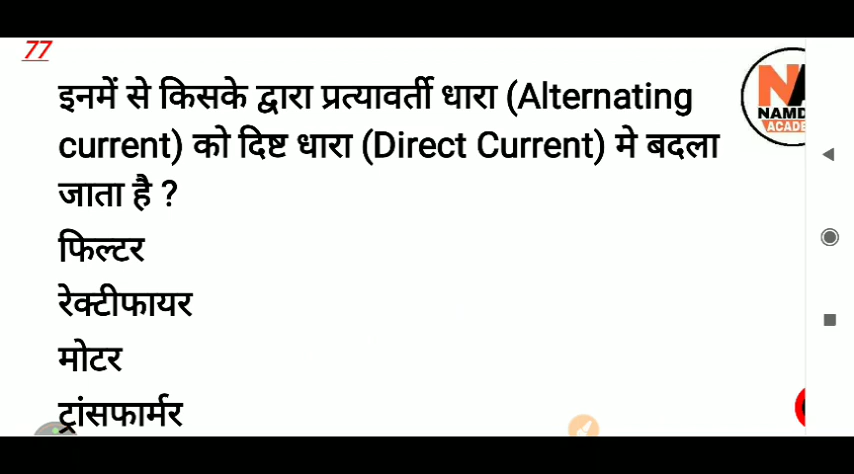 77
इनमें से किसके द्वारा प्रत्यावर्ती धारा (Alternating
current) को दिष्ट धारा (Direct Current) मे बदला
जाता है ?
फिल्टर
रेक्टीफायर
मोटर
ट्रांसफार्मर